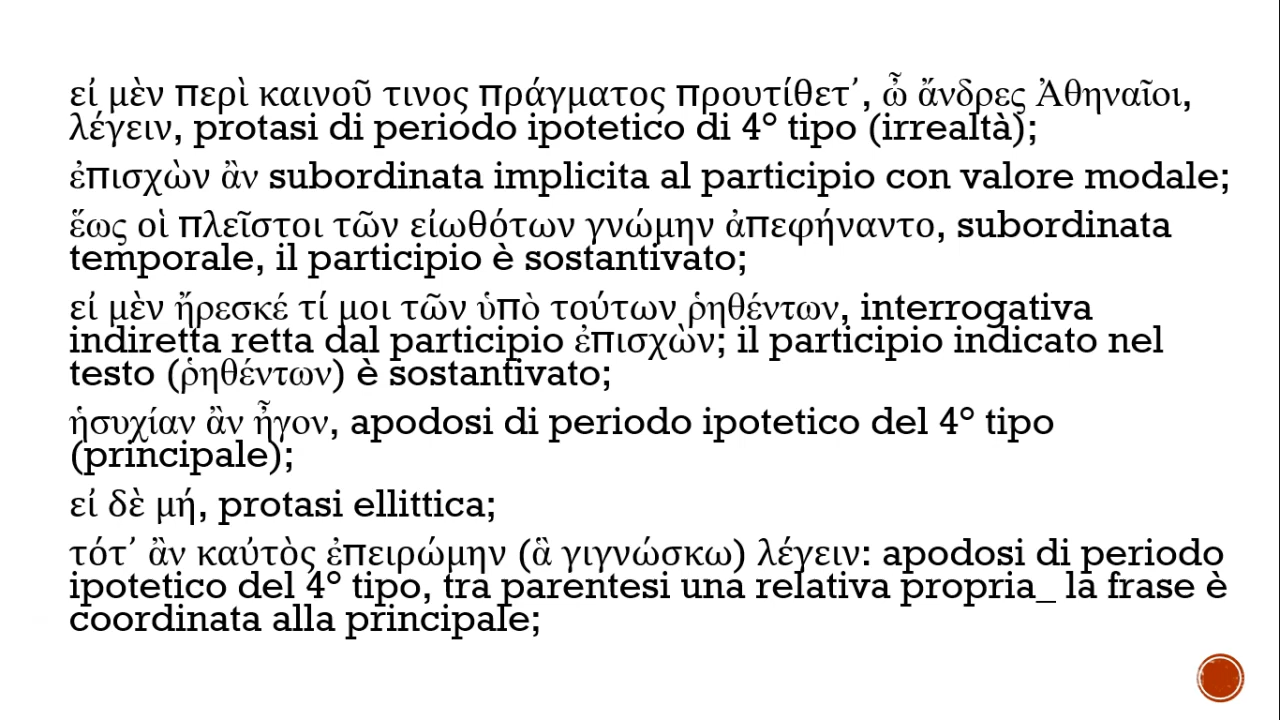 εἰ μὲν περὶ καινοῦ τινος πράγματος προυτίθετ᾽, ὦ ἄνδρες Ἀθηναῖοι,
λέγειν, protasi di periodo ipotetico di 4° tipo (irrealtà);
ἐπισχὼν ἂν subordinata implicita al participio con valore modale;
ἕως οἱ πλεῖστοι τῶν εἰωθότων γνώμην ἀπεφήναντο, subordinata
temporale, il participio è sostantivato;
εἰ μὲν ἤρεσκέ τί μοι τῶν ὑπὸ τούτων ῥηθέντων, interrogativa
indiretta retta dal participio ἐπισχὼν; il participio indicato nel
testo (ῥηθέντων) è sostantivato;
ἡσυχίαν ἂν ἦγον, apodosi di periodo ipotetico del 4° tipo
(principale);
εἰ δὲ μή, protasi ellittica;
τότ᾽ ἂν καὐτὸς ἐπειρώμην (ἃ γιγνώσκω) λέγειν: apodosi di periodo
ipotetico del 4° tipo, tra parentesi una relativa propria_ la frase è
coordinata alla principale;